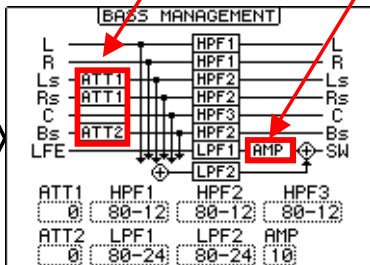 BASS MANAGEMENT
L HPF1 L
R HPF1 R
Ls ATT1 HPF2 Ls
Rs ATT1 HPF2 Rs
C HPF3 C
Bs ATT2 HPF2 Bs
LFE LPF1 AMP SW
LPF2
ATT1 HPF1 HPF2 HPF3
0 80-12 80-12 80-12
ATT2 LPF1 LPF2 AMP
0 80-24 80-24 10